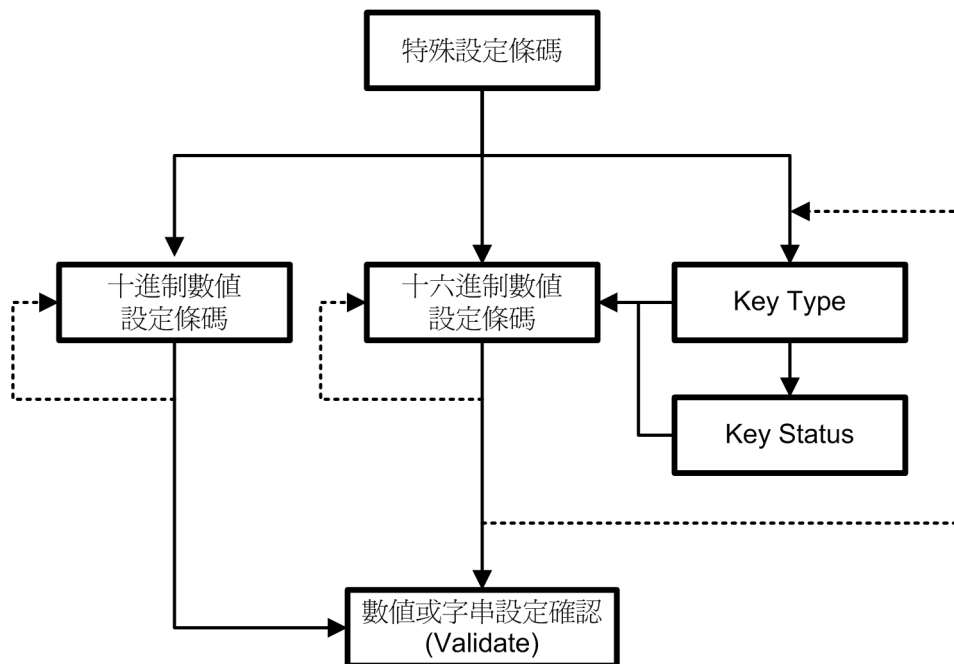 特殊設定條碼
十進制數值
設定條碼
十六進制數值
設定條碼
Key Type
Key Status
數值或字串設定確認
(Validate)